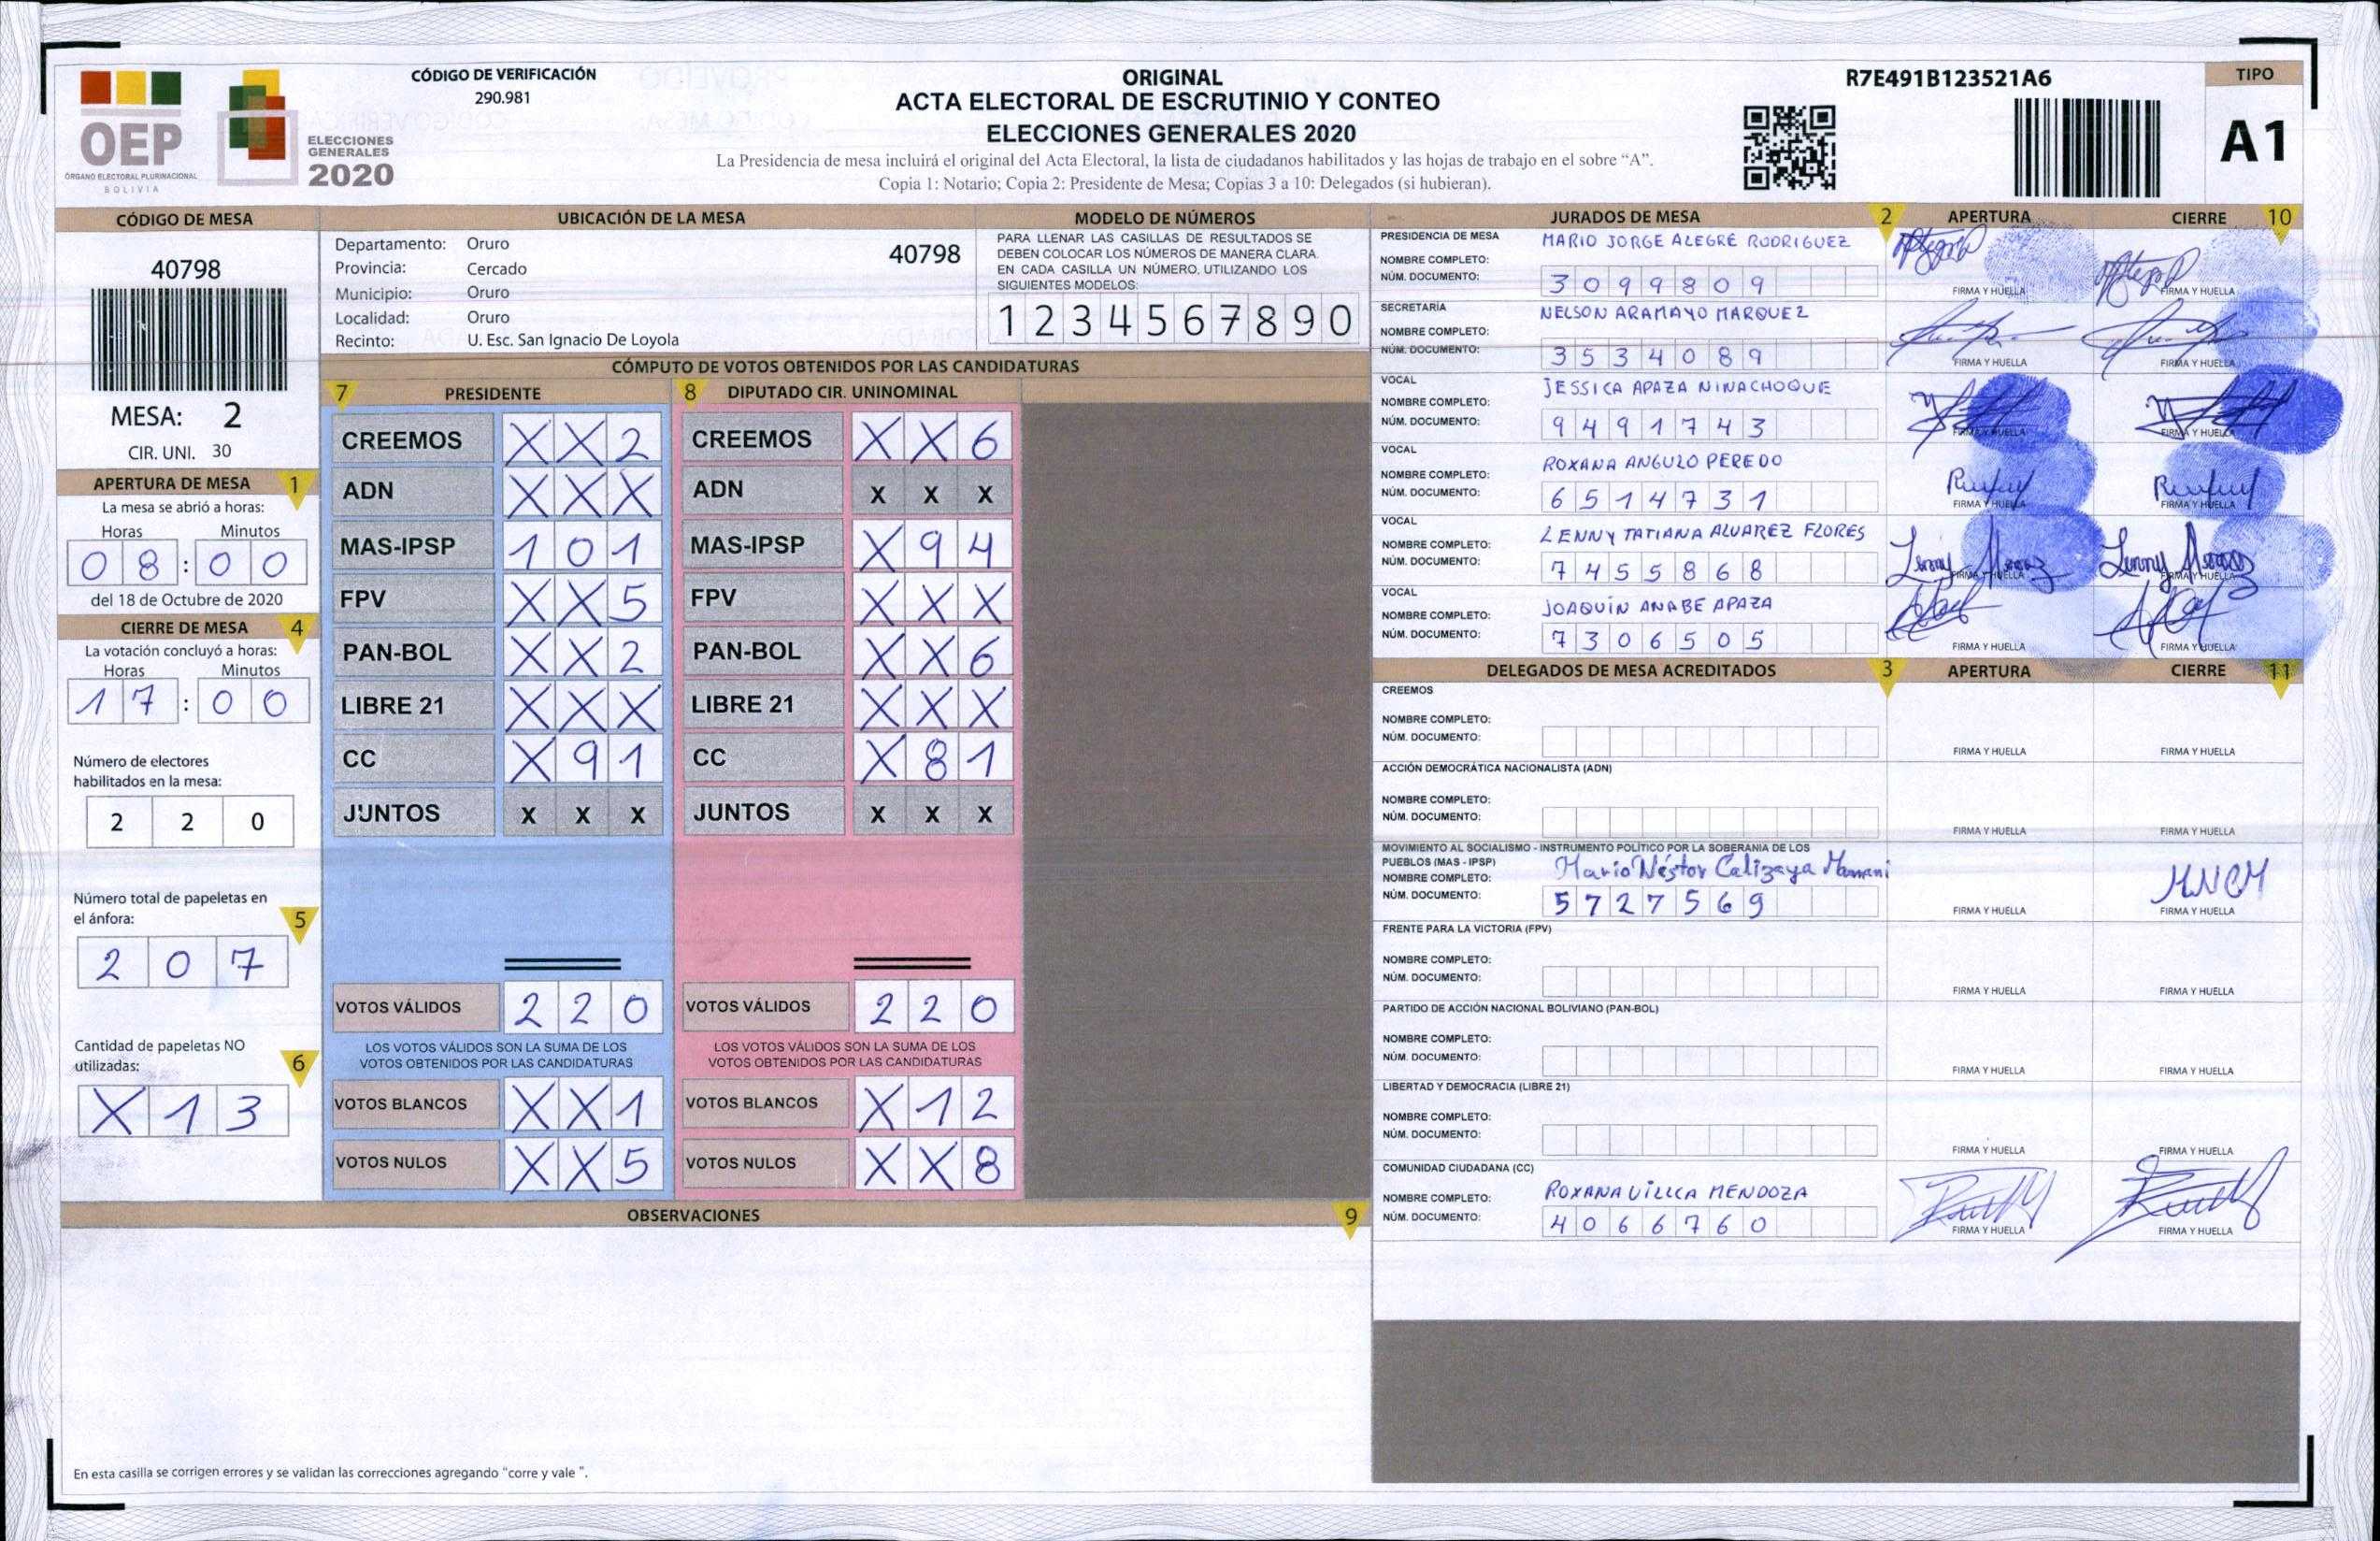 OEP
ÓRGANO ELECTORAL PLURINACIONAL
BOLIVIA
ELECCIONES
GENERALES
2020
CÓDIGO DE VERIFICACIÓN
290.981
ORIGINAL
ACTA ELECTORAL DE ESCRUTINIO Y CONTEO
ELECCIONES GENERALES 2020
La Presidencia de mesa incluirá el original del Acta Electoral, la lista de ciudadanos habilitados y las hojas de trabajo en el sobre “A”.
Copia 1: Notario; Copia 2: Presidente de Mesa; Copias 3 a 10: Delegados (si hubieran).
R7E491B123521A6
TIPO
A1
CÓDIGO DE MESA
40798
MESA: 2
CIR. UNI. 30
APERTURA DE MESA 1
La mesa se abrió a horas:
Horas Minutos
0 8 : 0 0
del 18 de Octubre de 2020
CIERRE DE MESA 4
La votación concluyó a horas:
Horas Minutos
1 7 : 0 0
Número de electores
habilitados en la mesa:
2 2 0
Número total de papeletas en
el ánfora: 5
2 0 7
Cantidad de papeletas NO
utilizadas: 6
X 1 3
UBICACIÓN DE LA MESA
Departamento: Oruro
40798
Provincia: Cercado
Municipio: Oruro
Localidad: Oruro
Recinto: U. Esc. San Ignacio De Loyola
MODELO DE NÚMEROS
PARA LLENAR LAS CASILLAS DE RESULTADOS SE
DEBEN COLOCAR LOS NÚMEROS DE MANERA CLARA.
EN CADA CASILLA UN NÚMERO, UTILIZANDO LOS
SIGUIENTES MODELOS:
1 2 3 4 5 6 7 8 9 0
CÓMPUTO DE VOTOS OBTENIDOS POR LAS CANDIDATURAS
7 PRESIDENTE
CREEMOS X X 2
ADN X X X
MAS-IPSP 1 0 1
FPV X X 5
PAN-BOL X X 2
LIBRE 21 X X X
CC X 9 1
JUNTOS X X X
VOTOS VÁLIDOS 2 2 0
LOS VOTOS VÁLIDOS SON LA SUMA DE LOS
VOTOS OBTENIDOS POR LAS CANDIDATURAS
VOTOS BLANCOS X X 1
VOTOS NULOS X X 5
8 DIPUTADO CIR. UNINOMINAL
CREEMOS X X 6
ADN X X X
MAS-IPSP X 9 4
FPV X X X
PAN-BOL X X 6
LIBRE 21 X X X
CC X 8 1
JUNTOS X X X
VOTOS VÁLIDOS 2 2 0
LOS VOTOS VÁLIDOS SON LA SUMA DE LOS
VOTOS OBTENIDOS POR LAS CANDIDATURAS
VOTOS BLANCOS X 1 2
VOTOS NULOS X X 8
OBSERVACIONES 9
En esta casilla se corrigen errores y se validan las correcciones agregando “corre y vale ”.
JURADOS DE MESA 2 APERTURA CIERRE 10
PRESIDENCIA DE MESA
NOMBRE COMPLETO: MARIO JORGE ALEGRE RODRIGUEZ
NÚM. DOCUMENTO: 3 0 9 9 8 0 9
FIRMA Y HUELLA FIRMA Y HUELLA
SECRETARÍA
NOMBRE COMPLETO: NELSON ARAMAYO MARQUEZ
NÚM. DOCUMENTO: 3 5 3 4 0 8 9
FIRMA Y HUELLA FIRMA Y HUELLA
VOCAL
NOMBRE COMPLETO: JESSICA APAZA NINACHOQUE
NÚM. DOCUMENTO: 9 4 9 1 7 4 3
FIRMA Y HUELLA FIRMA Y HUELLA
VOCAL
NOMBRE COMPLETO: ROXANA ANGULO PEREDO
NÚM. DOCUMENTO: 6 5 1 4 7 3 1
FIRMA Y HUELLA FIRMA Y HUELLA
VOCAL
NOMBRE COMPLETO: LENNY TATIANA ALVAREZ FLORES
NÚM. DOCUMENTO: 7 4 5 5 8 6 8
FIRMA Y HUELLA FIRMA Y HUELLA
VOCAL
NOMBRE COMPLETO: JOAQUÍN ANABE APAZA
NÚM. DOCUMENTO: 7 3 0 6 5 0 5
FIRMA Y HUELLA FIRMA Y HUELLA
DELEGADOS DE MESA ACREDITADOS 3 APERTURA CIERRE 11
CREEMOS
NOMBRE COMPLETO:
NÚM. DOCUMENTO:
FIRMA Y HUELLA FIRMA Y HUELLA
ACCIÓN DEMOCRÁTICA NACIONALISTA (ADN)
NOMBRE COMPLETO:
NÚM. DOCUMENTO:
FIRMA Y HUELLA FIRMA Y HUELLA
MOVIMIENTO AL SOCIALISMO - INSTRUMENTO POLÍTICO POR LA SOBERANIA DE LOS
PUEBLOS (MAS - IPSP)
NOMBRE COMPLETO: Mario Néstor Calizaya Mamani
NÚM. DOCUMENTO: 5 7 2 7 5 6 9
MNCM
FIRMA Y HUELLA FIRMA Y HUELLA
FRENTE PARA LA VICTORIA (FPV)
NOMBRE COMPLETO:
NÚM. DOCUMENTO:
FIRMA Y HUELLA FIRMA Y HUELLA
PARTIDO DE ACCIÓN NACIONAL BOLIVIANO (PAN-BOL)
NOMBRE COMPLETO:
NÚM. DOCUMENTO:
FIRMA Y HUELLA FIRMA Y HUELLA
LIBERTAD Y DEMOCRACIA (LIBRE 21)
NOMBRE COMPLETO:
NÚM. DOCUMENTO:
FIRMA Y HUELLA FIRMA Y HUELLA
COMUNIDAD CIUDADANA (CC)
NOMBRE COMPLETO: ROXANA VILLCA MENDOZA
NÚM. DOCUMENTO: 4 0 6 6 7 6 0
FIRMA Y HUELLA FIRMA Y HUELLA